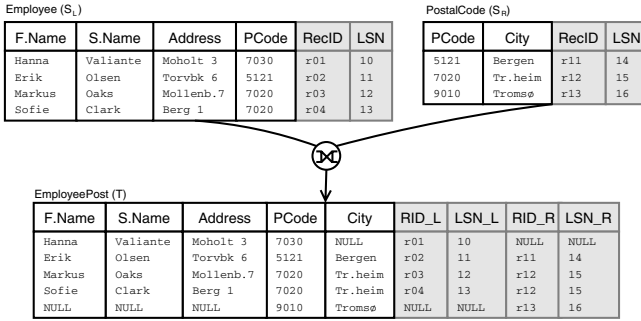 Employee (S_L)
F.Name S.Name Address PCode RecID LSN
Hanna Valiante Moholt 3 7030 r01 10
Erik Olsen Torvbk 6 5121 r02 11
Markus Oaks Mollenb.7 7020 r03 12
Sofie Clark Berg 1 7020 r04 13
PostalCode (S_R)
PCode City RecID LSN
5121 Bergen r11 14
7020 Tr.heim r12 15
9010 Tromsø r13 16
EmployeePost (T)
F.Name S.Name Address PCode City RID_L LSN_L RID_R LSN_R
Hanna Valiante Moholt 3 7030 NULL r01 10 NULL NULL
Erik Olsen Torvbk 6 5121 Bergen r02 11 r11 14
Markus Oaks Mollenb.7 7020 Tr.heim r03 12 r12 15
Sofie Clark Berg 1 7020 Tr.heim r04 13 r12 15
NULL NULL NULL 9010 Tromsø NULL NULL r13 16